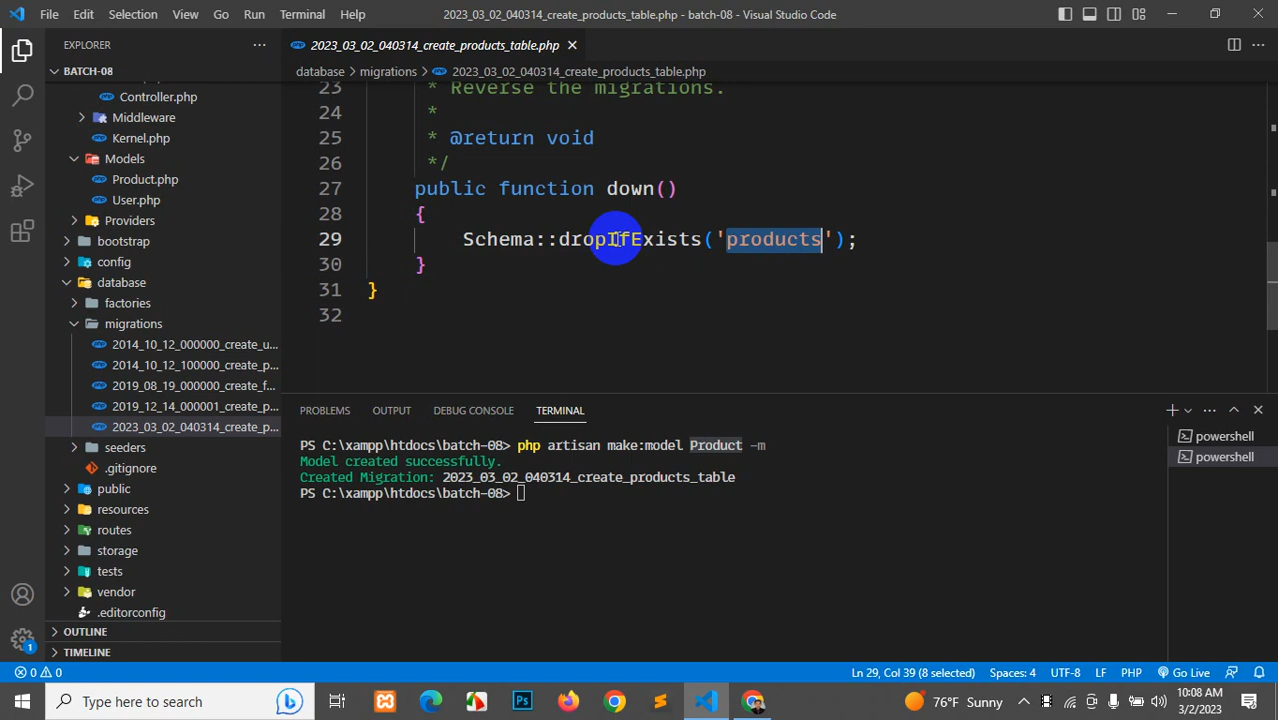 File Edit Selection View Go Run Terminal Help
2023_03_02_040314_create_products_table.php - batch-08 - Visual Studio Code
EXPLORER
BATCH-08
Controller.php
Middleware
Kernel.php
Models
Product.php
User.php
Providers
bootstrap
config
database
factories
migrations
2014_10_12_000000_create_u...
2014_10_12_100000_create_p...
2019_08_19_000000_create_f...
2019_12_14_000001_create_p...
2023_03_02_040314_create_p...
seeders
.gitignore
public
resources
routes
storage
tests
vendor
.editorconfig
OUTLINE
TIMELINE
2023_03_02_040314_create_products_table.php
database migrations 2023_03_02_040314_create_products_table.php
23 * Reverse the migrations.
24 *
25 * @return void
26 */
27 public function down()
28 {
29 Schema::dropIfExists('products');
30 }
31 }
32
PROBLEMS OUTPUT DEBUG CONSOLE TERMINAL
PS C:\xampp\htdocs\batch-08> php artisan make:model Product -m
Model created successfully.
Created Migration: 2023_03_02_040314_create_products_table
PS C:\xampp\htdocs\batch-08>
powershell
powershell
1
0 0
Ln 29, Col 39 (8 selected) Spaces: 4 UTF-8 LF PHP Go Live
Type here to search
Ps
76°F Sunny
10:08 AM
3/2/2023